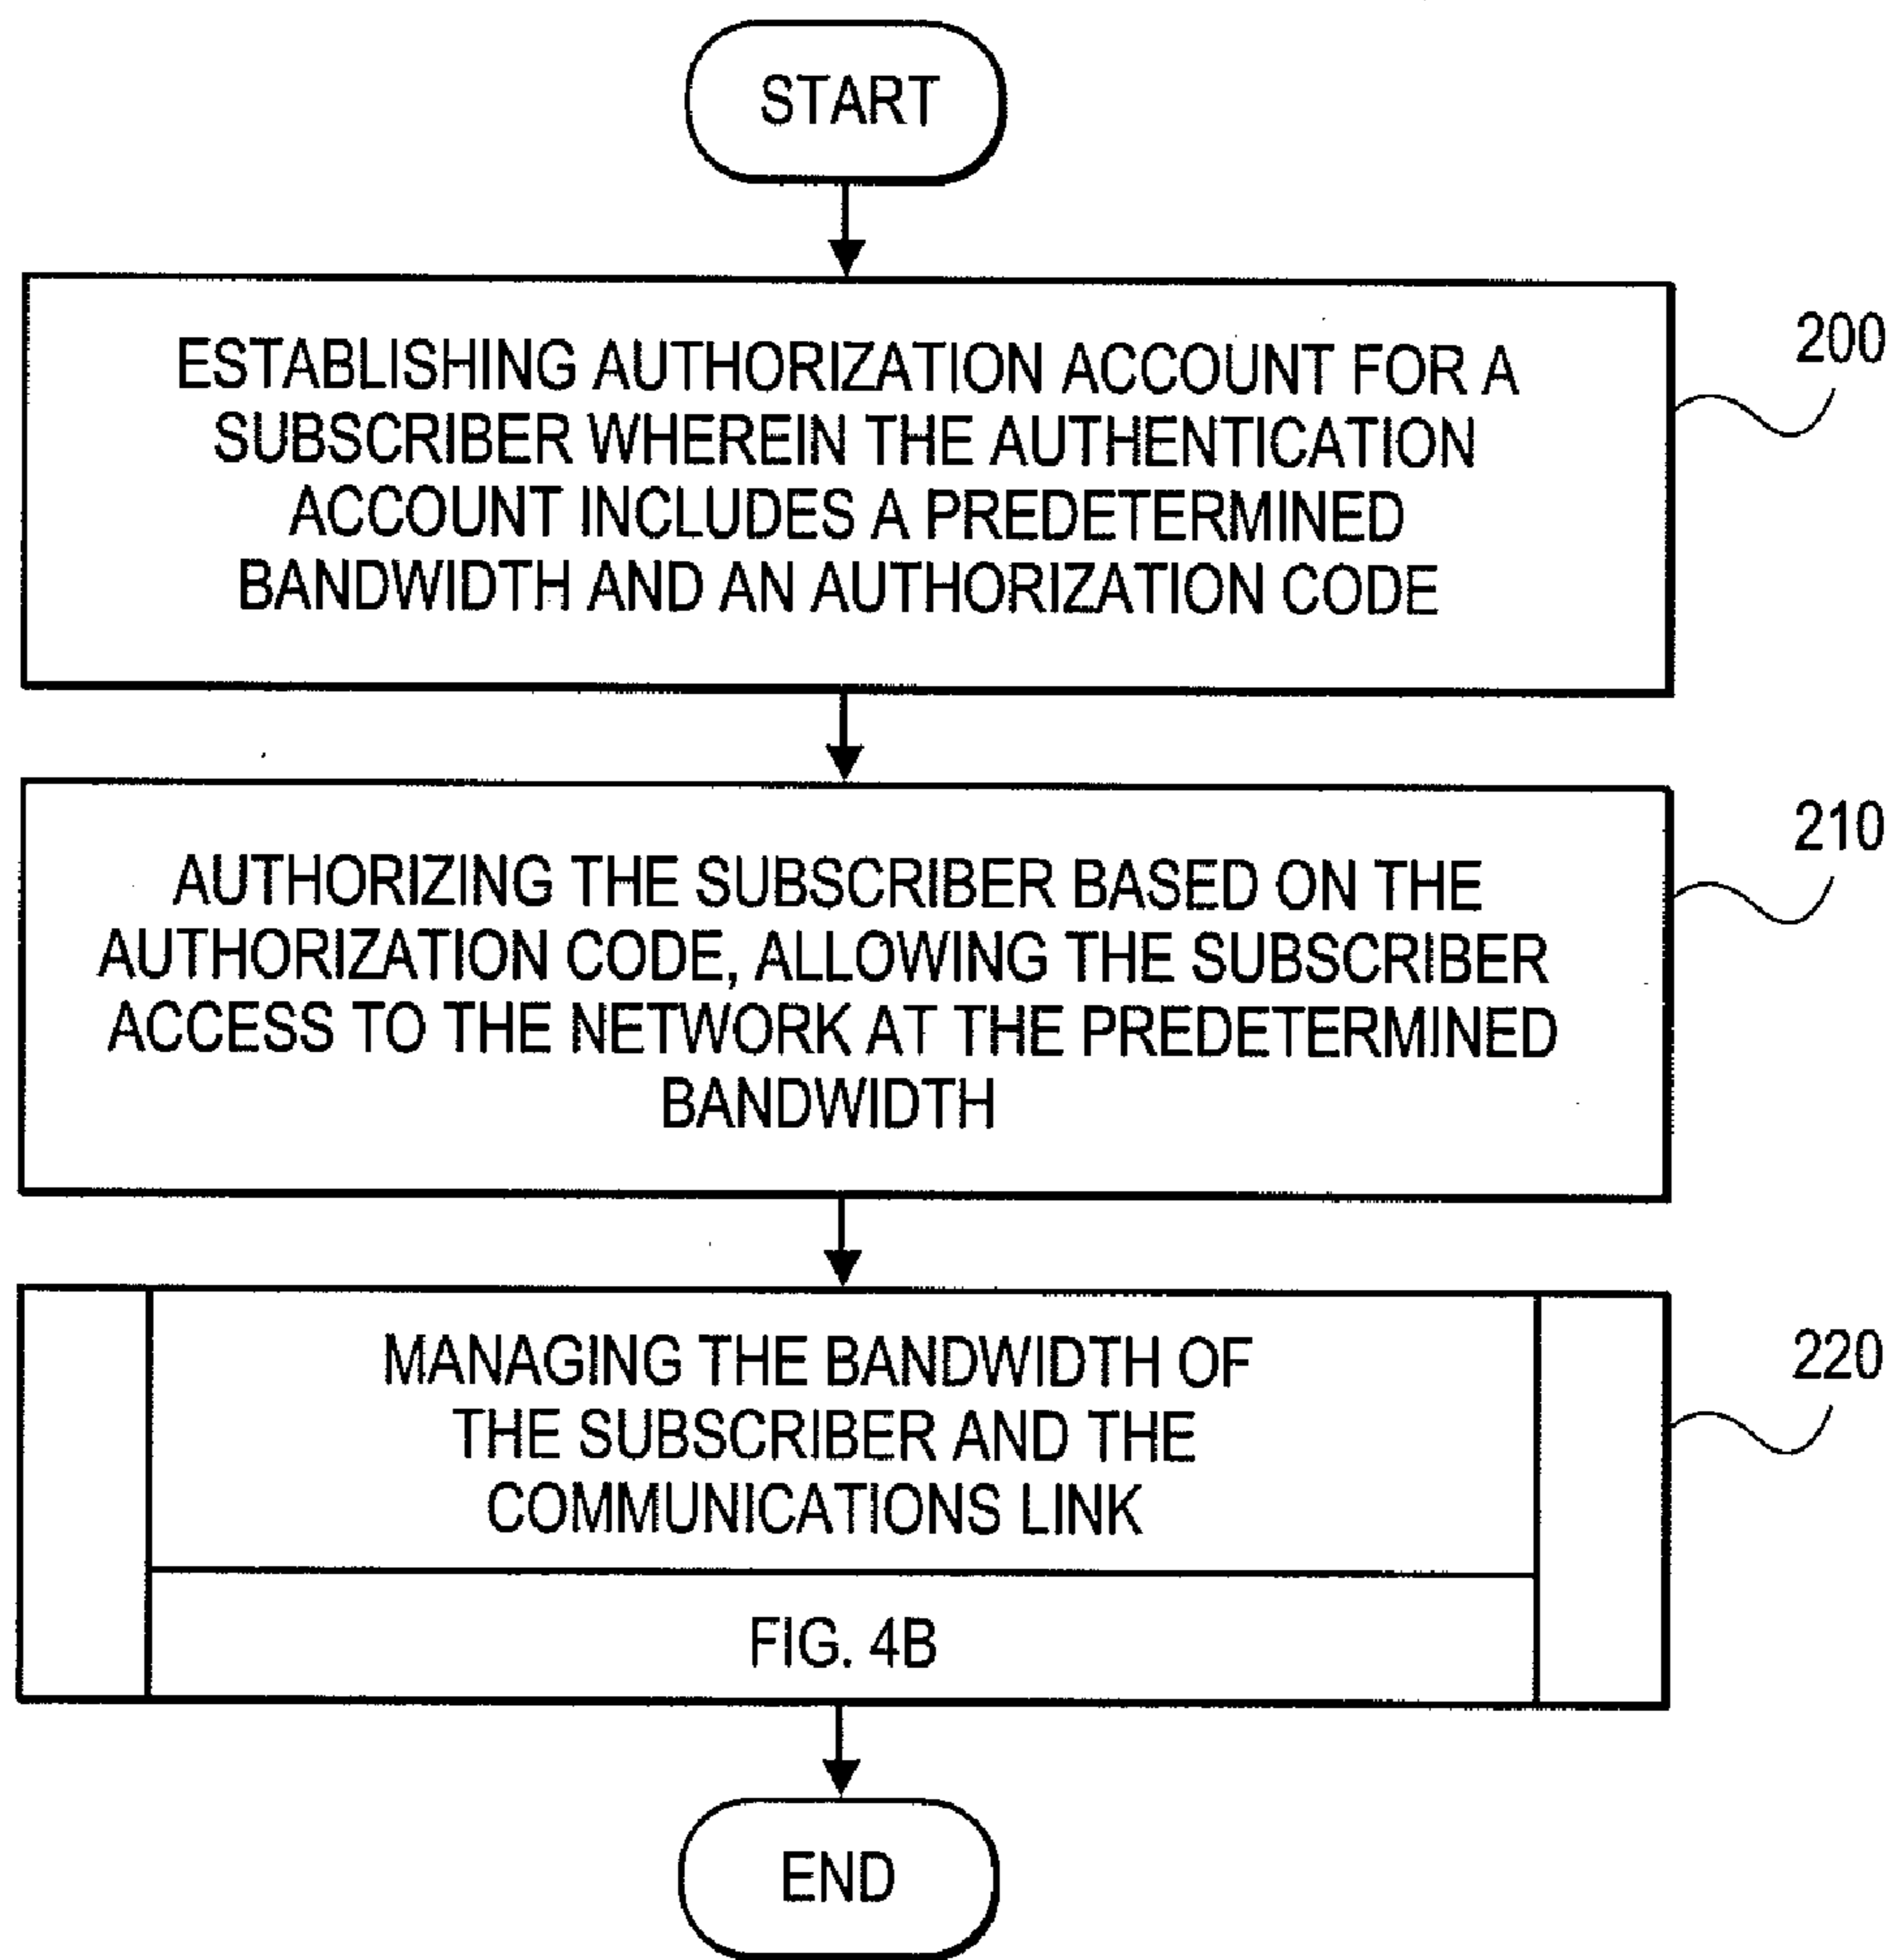 START
ESTABLISHING AUTHORIZATION ACCOUNT FOR A
SUBSCRIBER WHEREIN THE AUTHENTICATION
ACCOUNT INCLUDES A PREDETERMINED
BANDWIDTH AND AN AUTHORIZATION CODE
200
AUTHORIZING THE SUBSCRIBER BASED ON THE
AUTHORIZATION CODE, ALLOWING THE SUBSCRIBER
ACCESS TO THE NETWORK AT THE PREDETERMINED
BANDWIDTH
210
MANAGING THE BANDWIDTH OF
THE SUBSCRIBER AND THE
COMMUNICATIONS LINK
220
FIG. 4B
END